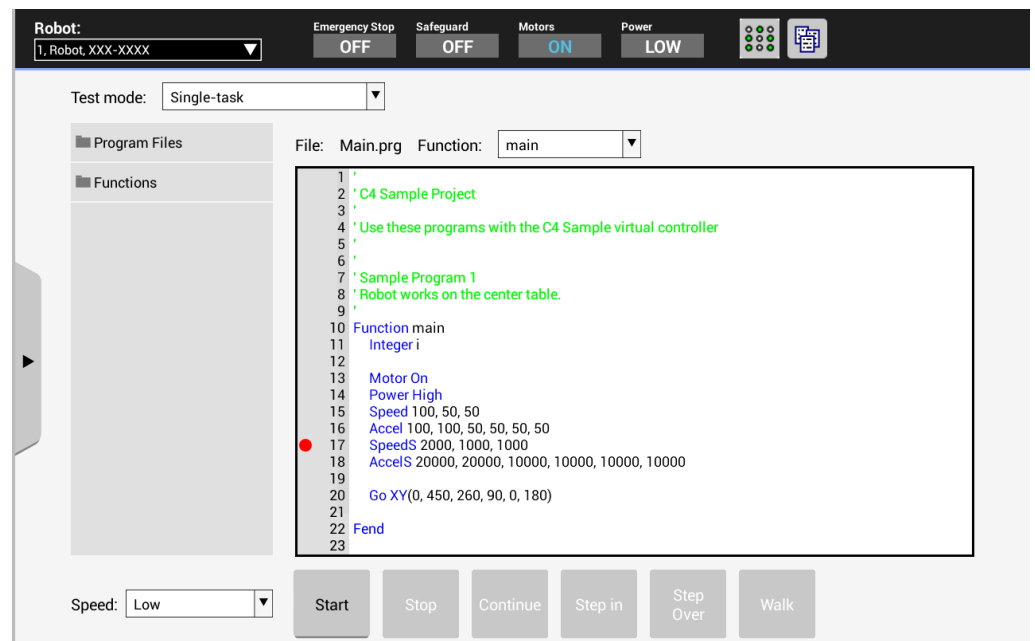 Robot:
1, Robot, XXX-XXXX
Emergency Stop Safeguard Motors Power
OFF OFF ON LOW
Test mode: Single-task
Program Files
Functions
File: Main.prg Function: main
1 '
2 ' C4 Sample Project
3 '
4 ' Use these programs with the C4 Sample virtual controller
5 '
6 '
7 ' Sample Program 1
8 ' Robot works on the center table.
9 '
10 Function main
11 Integer i
12
13 Motor On
14 Power High
15 Speed 100, 50, 50
16 Accel 100, 100, 50, 50, 50, 50
17 SpeedS 2000, 1000, 1000
18 AccelS 20000, 20000, 10000, 10000, 10000, 10000
19
20 Go XY(0, 450, 260, 90, 0, 180)
21
22 Fend
23
Speed: Low
Start Stop Continue Step in Step Over Walk